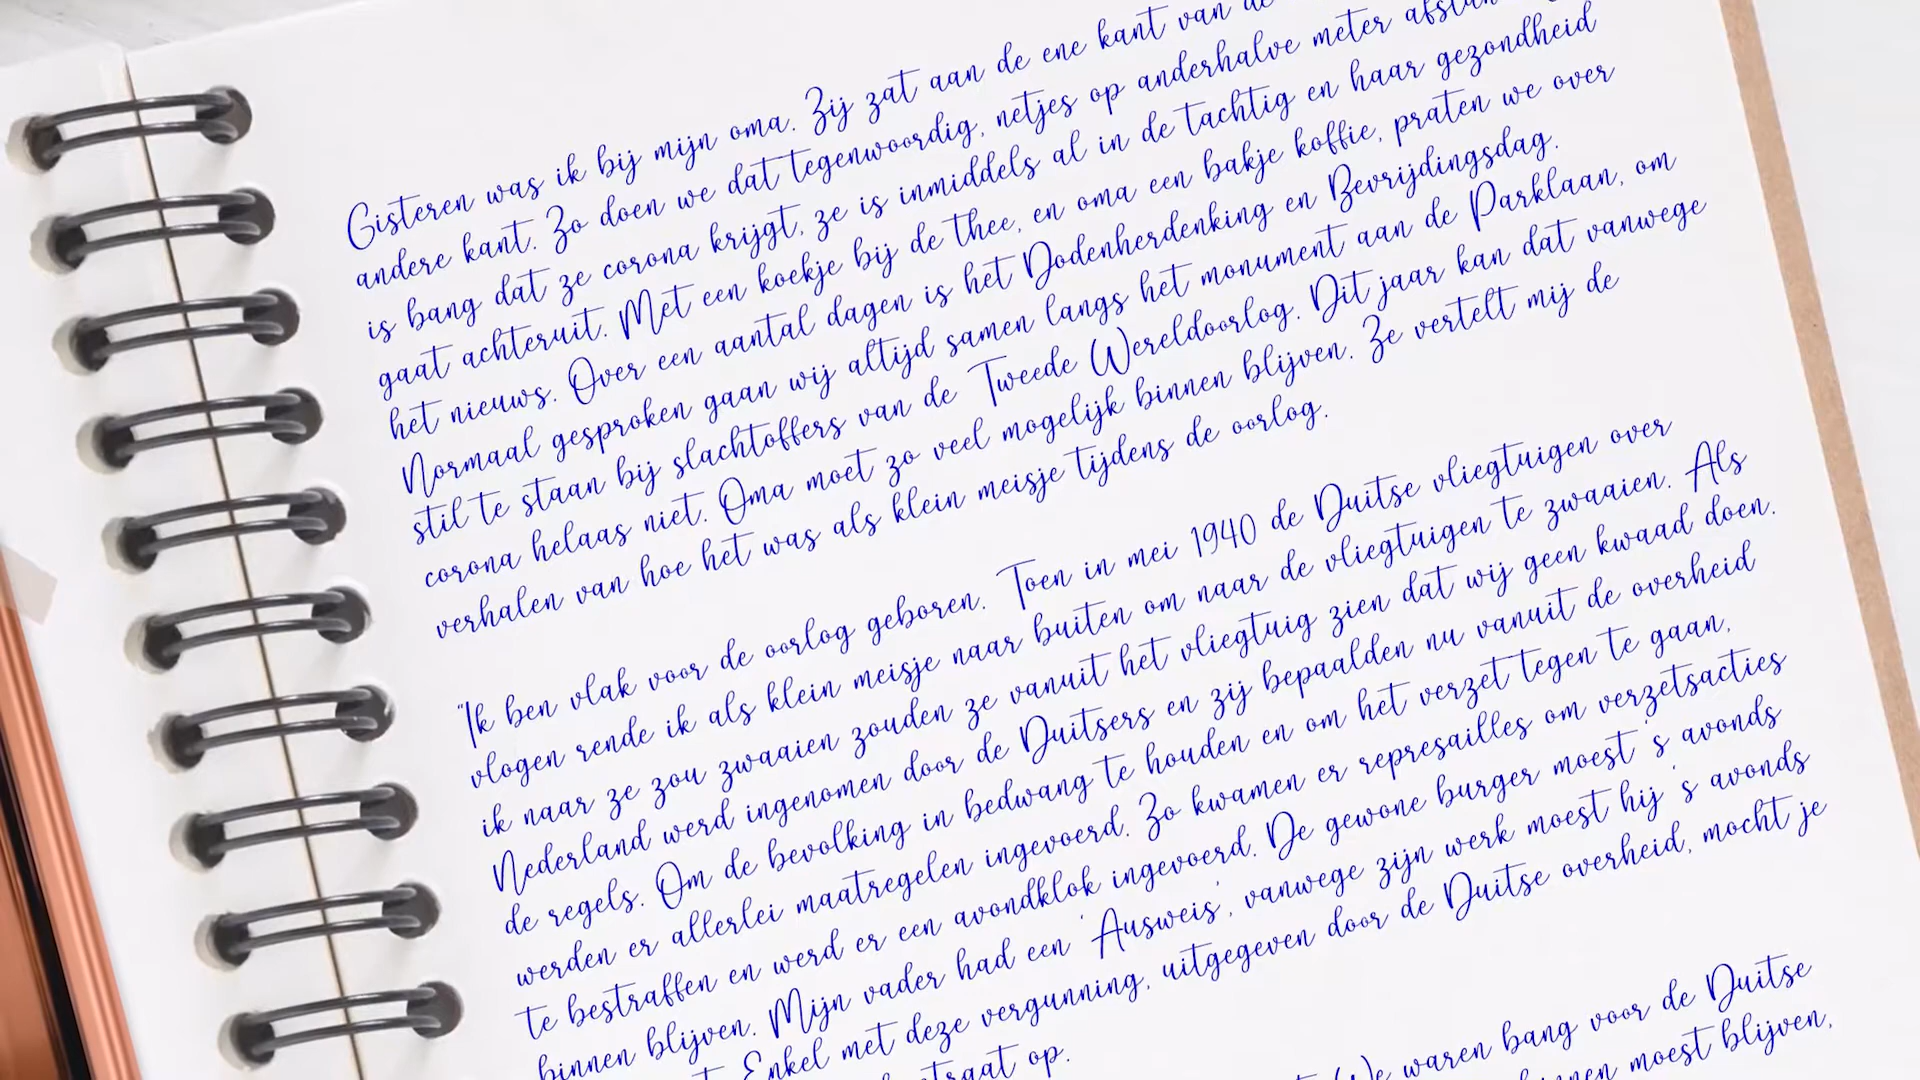 Gisteren was ik bij mijn oma. Zij zat aan de ene kant van de
andere kant. Zo doen we dat tegenwoordig, netjes op anderhalve meter
is bang dat ze corona krijgt, ze is inmiddels al in de tachtig en haar gezondheid
gaat achteruit. Met een koekje bij de thee, en oma een bakje koffie, praten we over
het nieuws. Over een aantal dagen is het Dodenherdenking en Bevrijdingsdag.
Normaal gesproken gaan wij altijd samen langs het monument aan de Parklaan, om
stil te staan bij slachtoffers van de Tweede Wereldoorlog. Dit jaar kan dat vanwege
corona helaas niet. Oma moet zo veel mogelijk binnen blijven. Ze vertelt mij de
verhalen van hoe het was als klein meisje tijdens de oorlog.
"Ik ben vlak voor de oorlog geboren. Toen in mei 1940 de Duitse vliegtuigen over
vlogen rende ik als klein meisje naar buiten om naar de vliegtuigen te zwaaien. Als
ik naar ze zou zwaaien zouden ze vanuit het vliegtuig zien dat wij geen kwaad doen.
Nederland werd ingenomen door de Duitsers en zij bepaalden nu vanuit de overheid
de regels. Om de bevolking in bedwang te houden en om het verzet tegen te gaan,
werden er allerlei maatregelen ingevoerd. Zo kwamen er represailles om verzetsacties
te bestraffen en werd er een avondklok ingevoerd. De gewone burger moest 's avonds
binnen blijven. Mijn vader had een 'Ausweis', vanwege zijn werk moest hij 's avonds
Enkel met deze vergunning, uitgegeven door de Duitse overheid, mocht je
straat op.
We waren bang voor de Duitse
moest blijven,